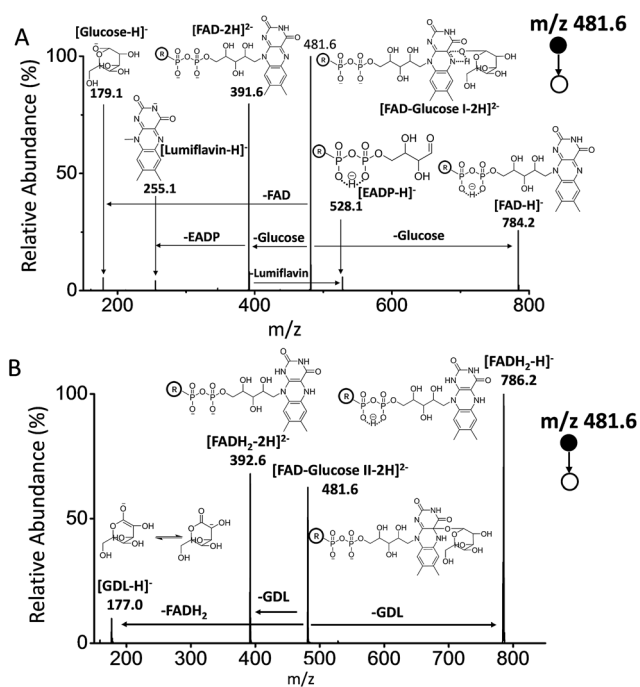 A
[Glucose-H]⁻
[FAD-2H]²⁻
481.6
m/z 481.6
179.1
391.6
[FAD-Glucose I-2H]²⁻
[Lumiflavin-H]⁻
255.1
[EADP-H]⁻
528.1
[FAD-H]⁻
784.2
-FAD
-EADP
-Glucose
-Glucose
-Lumiflavin
Relative Abundance (%)
100
50
0
200
400
600
800
m/z
B
[FADH₂-H]⁻
786.2
m/z 481.6
[FADH₂-2H]²⁻
392.6
[FAD-Glucose II-2H]²⁻
481.6
[GDL-H]⁻
177.0
-GDL
-FADH₂
-GDL
Relative Abundance (%)
100
50
0
200
300
400
500
600
700
800
m/z